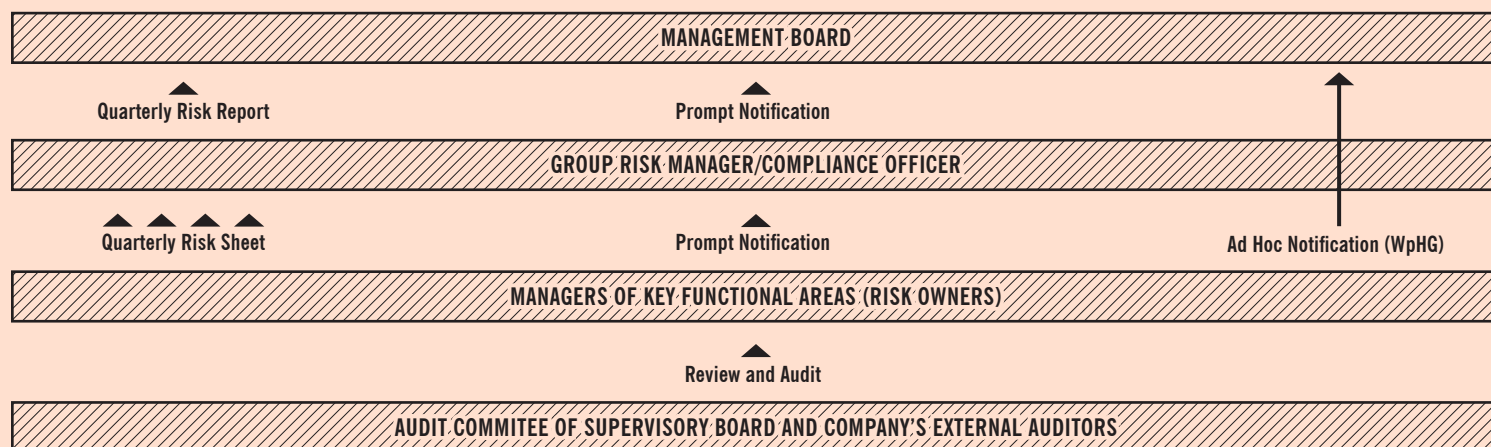 MANAGEMENT BOARD
Quarterly Risk Report
Prompt Notification
GROUP RISK MANAGER/COMPLIANCE OFFICER
Quarterly Risk Sheet
Prompt Notification
Ad Hoc Notification (WpHG)
MANAGERS OF KEY FUNCTIONAL AREAS (RISK OWNERS)
Review and Audit
AUDIT COMMITEE OF SUPERVISORY BOARD AND COMPANY'S EXTERNAL AUDITORS